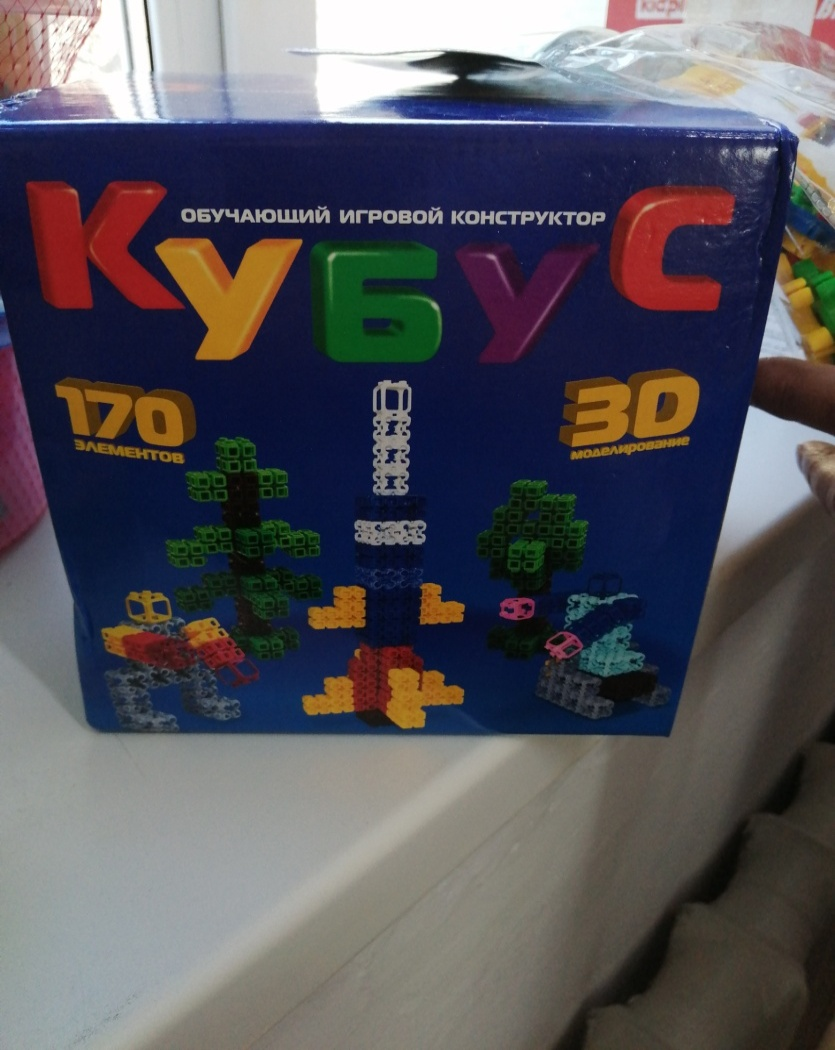 ОБУЧАЮЩИЙ ИГРОВОЙ КОНСТРУКТОР
КУБУС
170
ЭЛЕМЕНТОВ
3D
моделирование